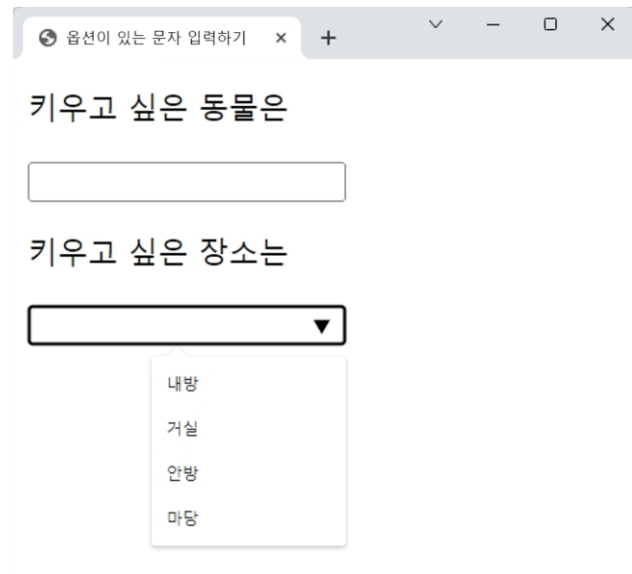 옵션이 있는 문자 입력하기
키우고 싶은 동물은
키우고 싶은 장소는
내방
거실
안방
마당